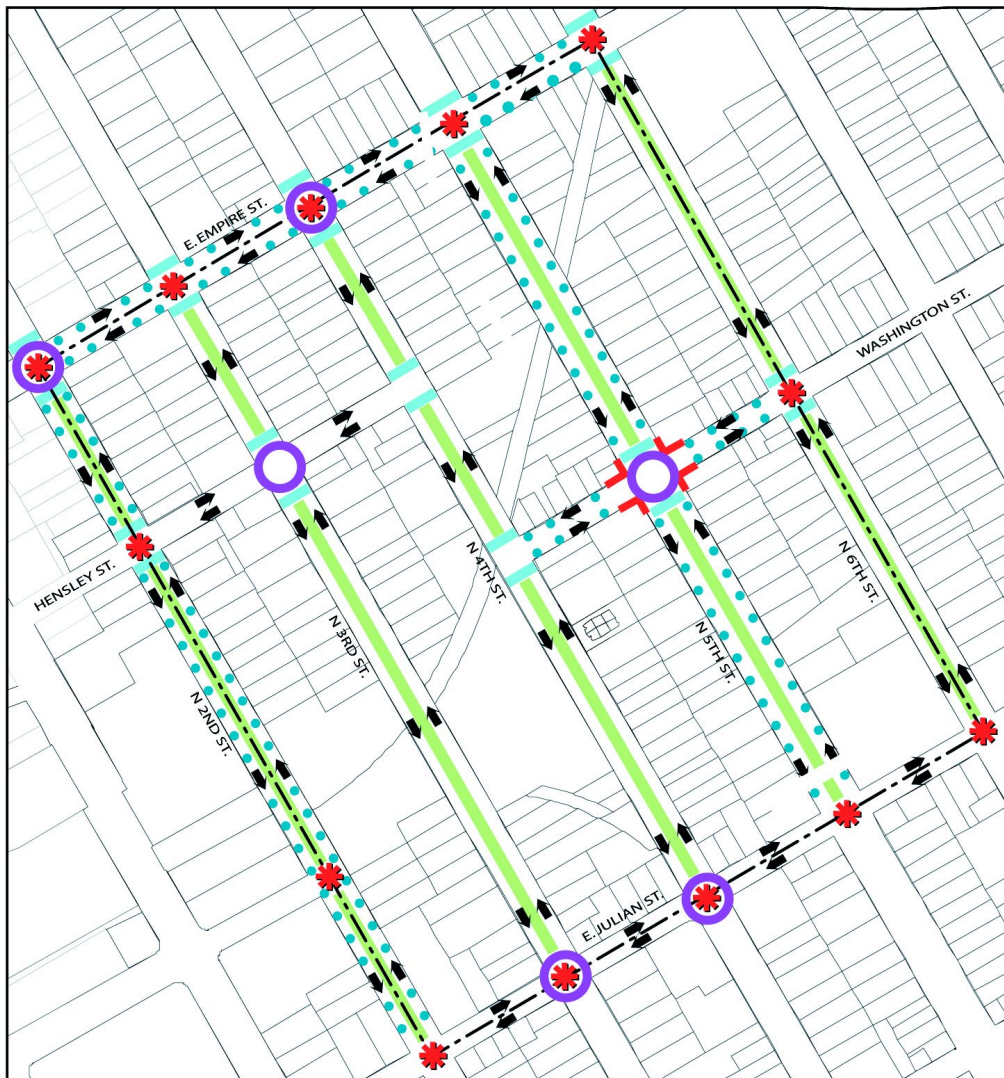 E. EMPIRE ST.
WASHINGTON ST.
HENSLEY ST.
N 2ND ST.
N 3RD ST.
N 4TH ST.
N 5TH ST.
N 6TH ST.
E. JULIAN ST.